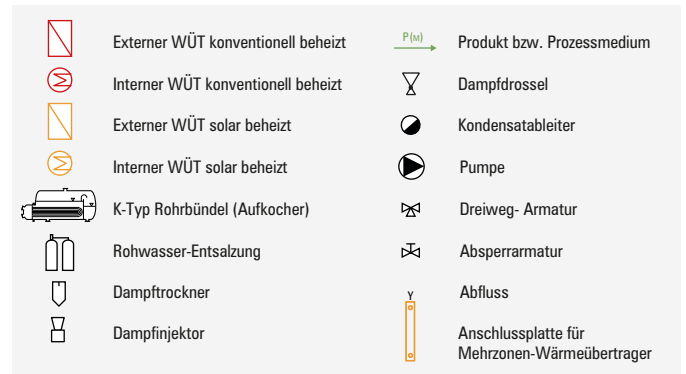 Externer WÜT konventionell beheizt
Interner WÜT konventionell beheizt
Externer WÜT solar beheizt
Interner WÜT solar beheizt
K-Typ Rohrbündel (Aufkocher)
Rohwasser-Entsalzung
Dampftrockner
Dampfinjektor
P(M)
Produkt bzw. Prozessmedium
Dampfdrossel
Kondensatableiter
Pumpe
Dreiweg- Armatur
Absperrarmatur
Y
Abfluss
Anschlussplatte für
Mehrzonen-Wärmeübertrager